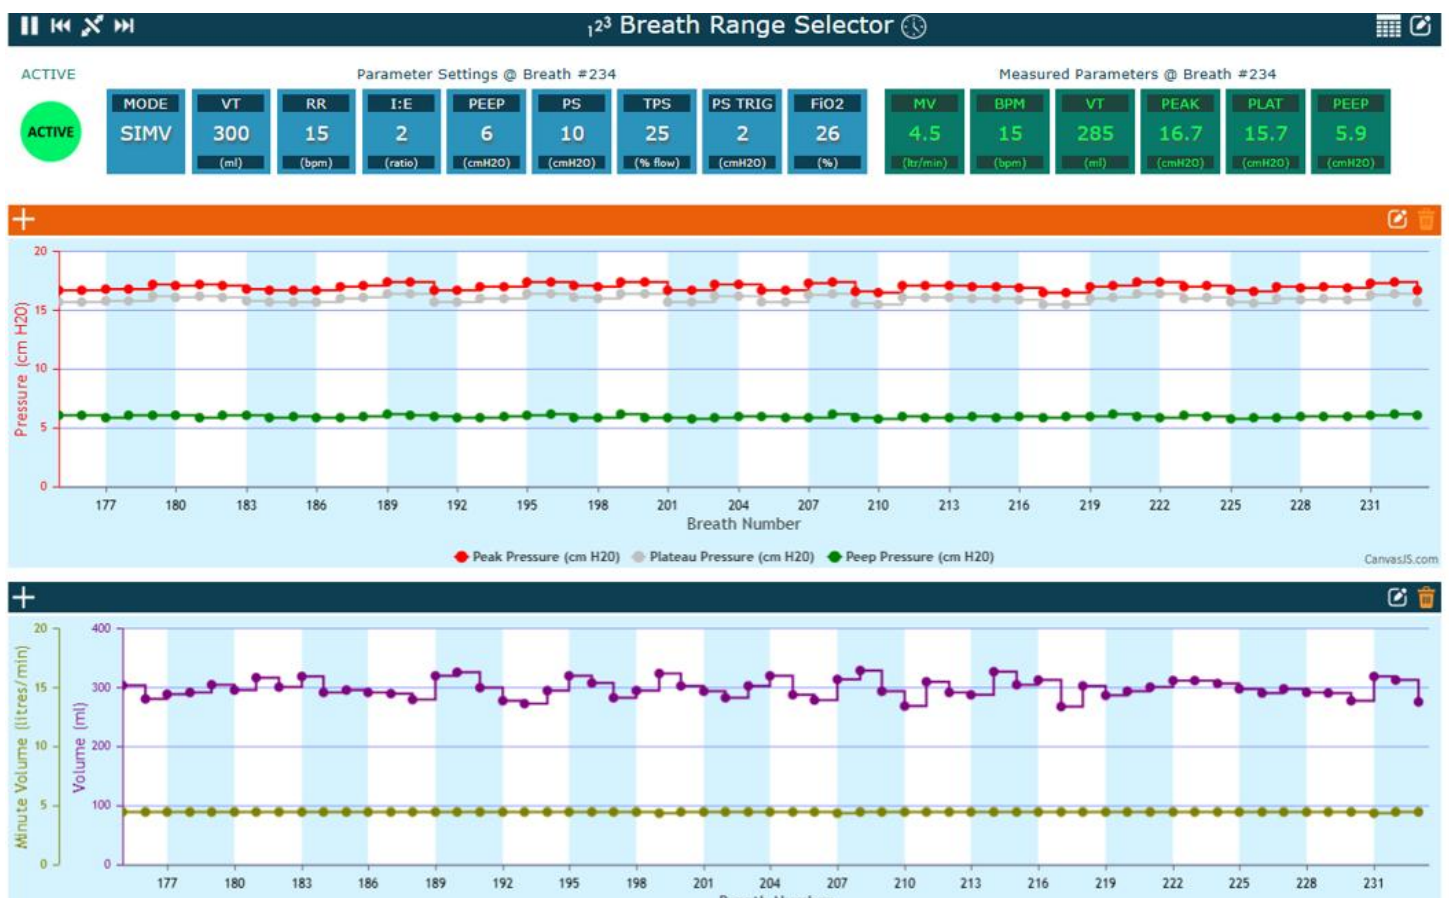 ₁2³ Breath Range Selector
ACTIVE
Parameter Settings @ Breath #234
Measured Parameters @ Breath #234
ACTIVE
MODE VT RR I:E PEEP PS TPS PS TRIG FiO2 MV BPM VT PEAK PLAT PEEP
SIMV 300 15 2 6 10 25 2 26 4.5 15 285 16.7 15.7 5.9
(ml) (bpm) (ratio) (cmH2O) (cmH2O) (% flow) (cmH2O) (%) (ltr/min) (bpm) (ml) (cmH2O) (cmH2O) (cmH2O)
Pressure (cm H2O)
20
15
10
5
0
177 180 183 186 189 192 195 198 201 204 207 210 213 216 219 222 225 228 231
Breath Number
Peak Pressure (cm H20) Plateau Pressure (cm H20) Peep Pressure (cm H20)
CanvasJS.com
Minute Volume (litres/min)
20
15
10
5
0
Volume (ml)
400
300
200
100
0
177 180 183 186 189 192 195 198 201 204 207 210 213 216 219 222 225 228 231